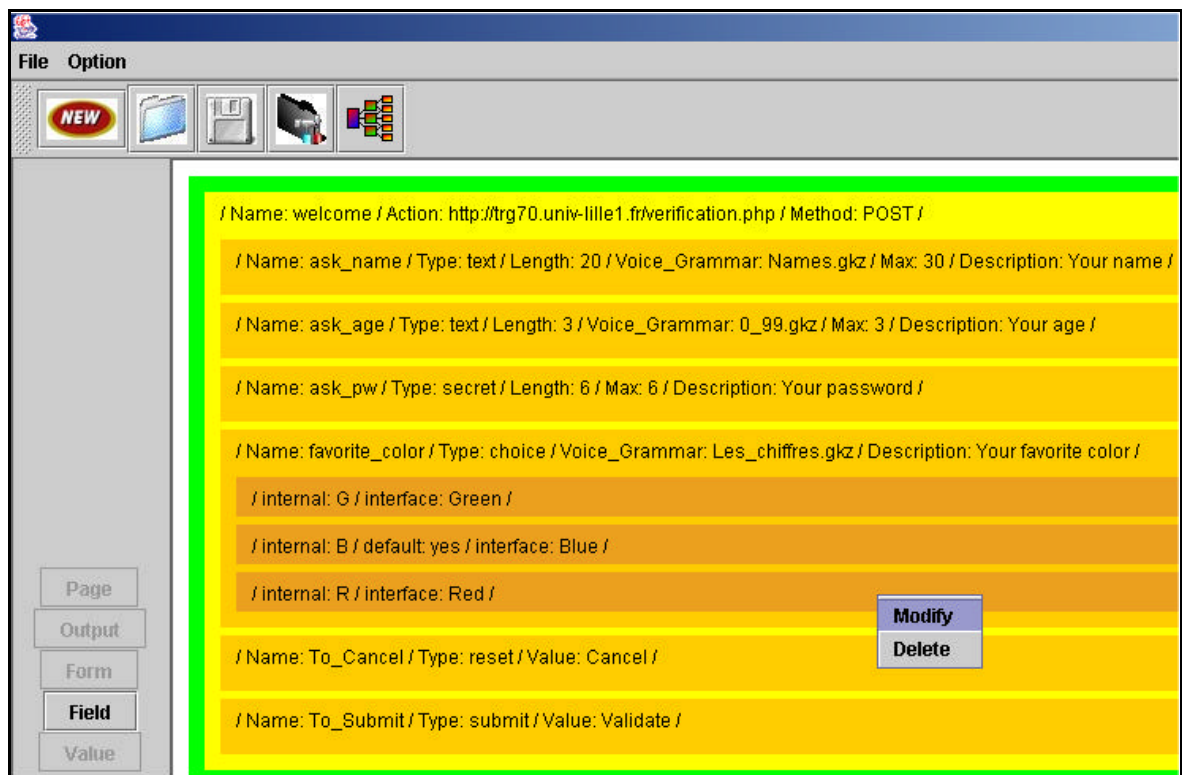 File Option
NEW
/ Name: welcome / Action: http://trg70.univ-lille1.fr/verification.php / Method: POST /
/ Name: ask_name / Type: text / Length: 20 / Voice_Grammar: Names.gkz / Max: 30 / Description: Your name /
/ Name: ask_age / Type: text / Length: 3 / Voice_Grammar: 0_99.gkz / Max: 3 / Description: Your age /
/ Name: ask_pw / Type: secret / Length: 6 / Max: 6 / Description: Your password /
/ Name: favorite_color / Type: choice / Voice_Grammar: Les_chiffres.gkz / Description: Your favorite color /
/ internal: G / interface: Green /
/ internal: B / default: yes / interface: Blue /
/ internal: R / interface: Red /
Modify
Delete
/ Name: To_Cancel / Type: reset / Value: Cancel /
/ Name: To_Submit / Type: submit / Value: Validate /
Page
Output
Form
Field
Value